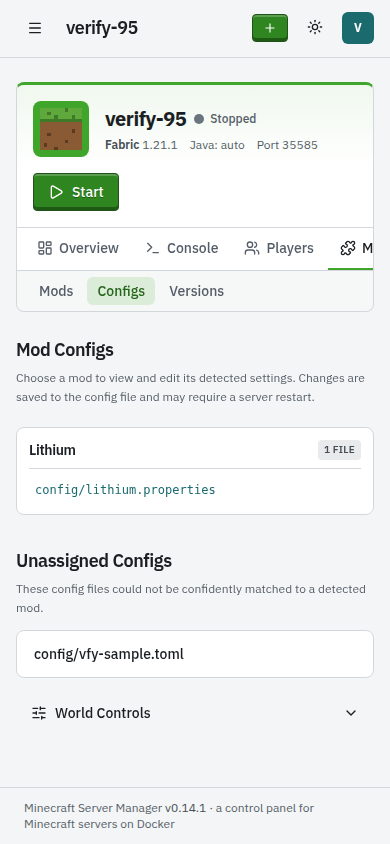 verify-95
V
verify-95 Stopped
Fabric 1.21.1 Java: auto Port 35585
Start
Overview Console Players M
Mods Configs Versions
Mod Configs
Choose a mod to view and edit its detected settings. Changes are
saved to the config file and may require a server restart.
Lithium 1 FILE
config/lithium.properties
Unassigned Configs
These config files could not be confidently matched to a detected
mod.
config/vfy-sample.toml
World Controls
Minecraft Server Manager v0.14.1 · a control panel for
Minecraft servers on Docker